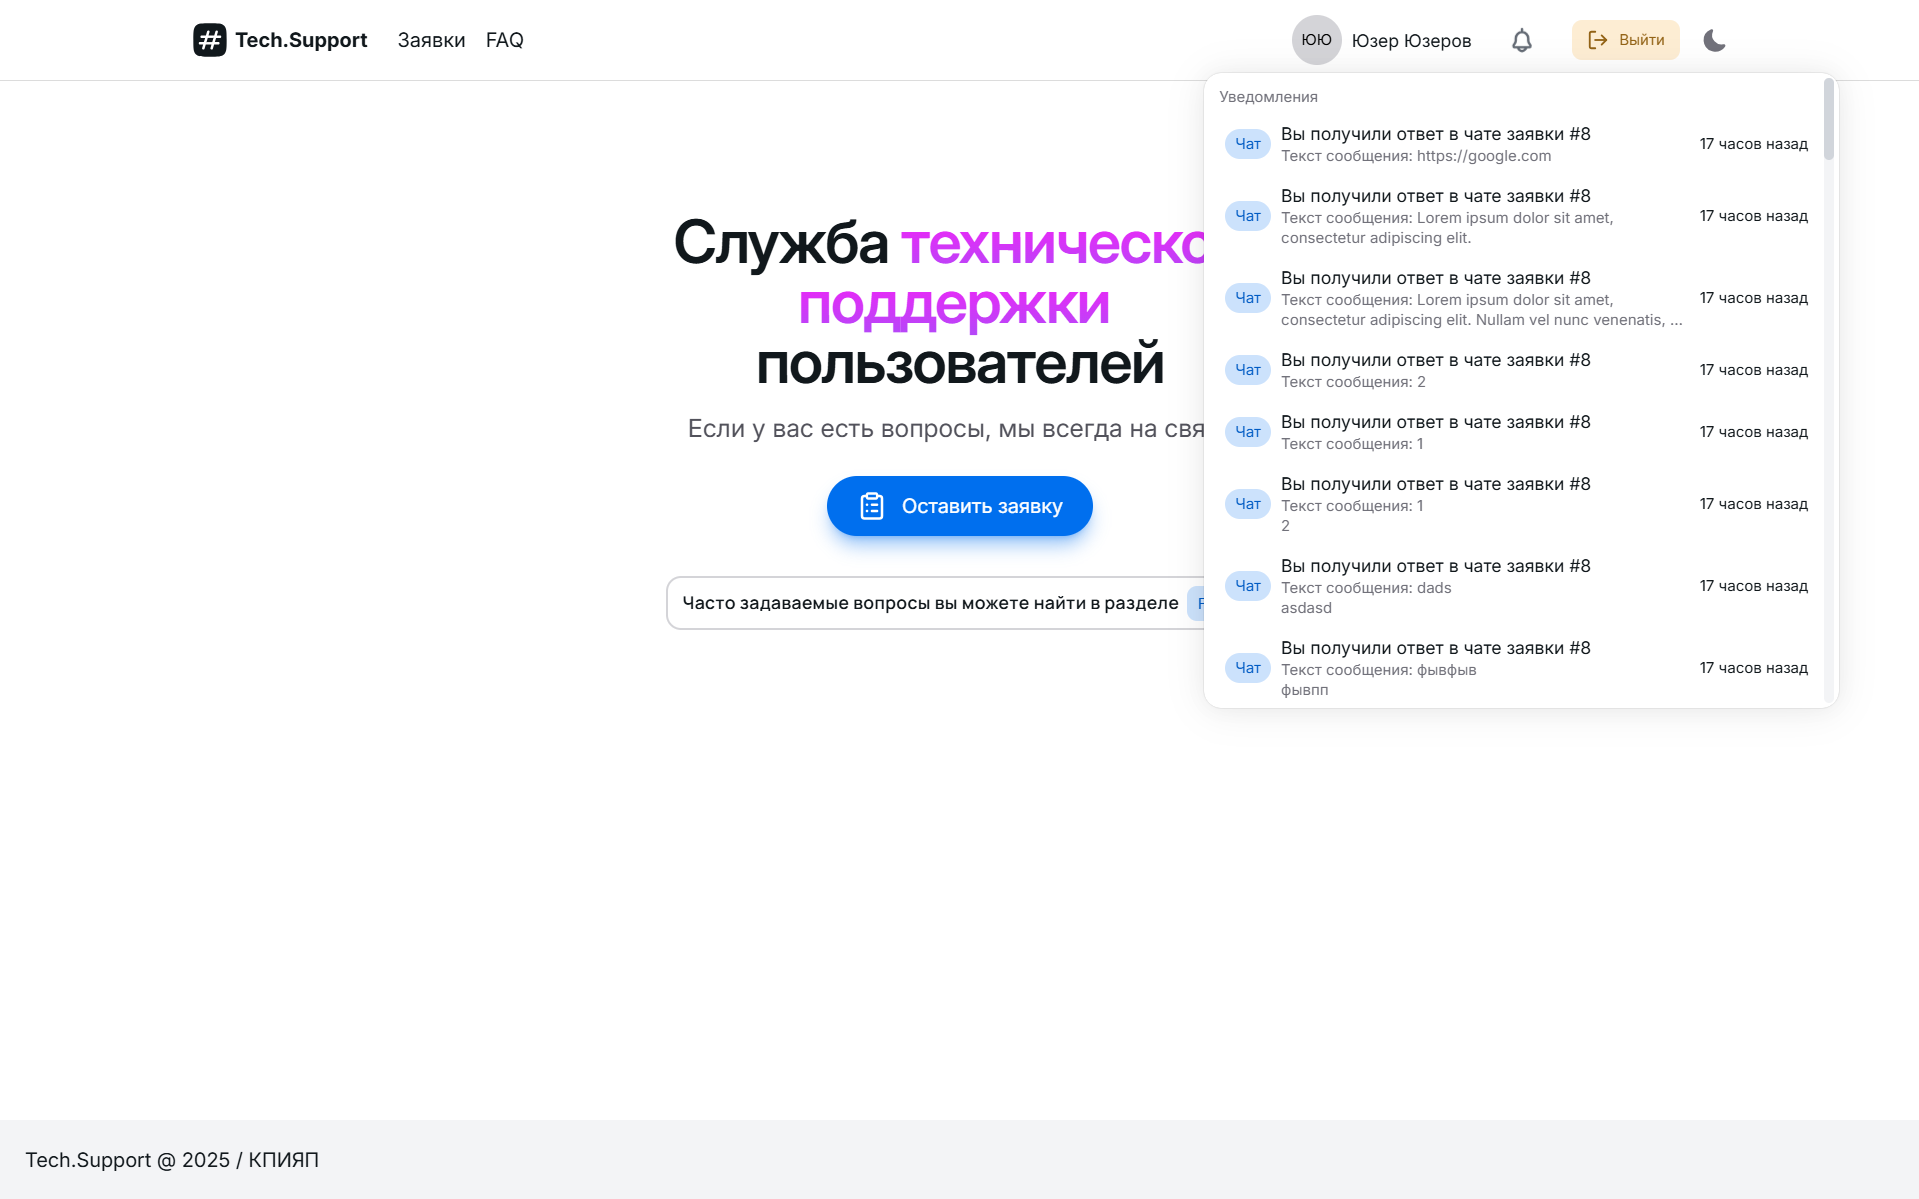 Tech.Support
Заявки
FAQ
ЮЮ
Юзер Юзеров
Выйти
Служба техническо
поддержки
пользователей
Если у вас есть вопросы, мы всегда на свя
Оставить заявку
Часто задаваемые вопросы вы можете найти в разделе
Уведомления
Чат
Вы получили ответ в чате заявки #8
Текст сообщения: https://google.com
17 часов назад
Чат
Вы получили ответ в чате заявки #8
Текст сообщения: Lorem ipsum dolor sit amet,
consectetur adipiscing elit.
17 часов назад
Чат
Вы получили ответ в чате заявки #8
Текст сообщения: Lorem ipsum dolor sit amet,
consectetur adipiscing elit. Nullam vel nunc venenatis, ...
17 часов назад
Чат
Вы получили ответ в чате заявки #8
Текст сообщения: 2
17 часов назад
Чат
Вы получили ответ в чате заявки #8
Текст сообщения: 1
17 часов назад
Чат
Вы получили ответ в чате заявки #8
Текст сообщения: 1
2
17 часов назад
Чат
Вы получили ответ в чате заявки #8
Текст сообщения: dads
asdasd
17 часов назад
Чат
Вы получили ответ в чате заявки #8
Текст сообщения: фывфыв
фывпп
17 часов назад
Tech.Support @ 2025 / КПИЯП